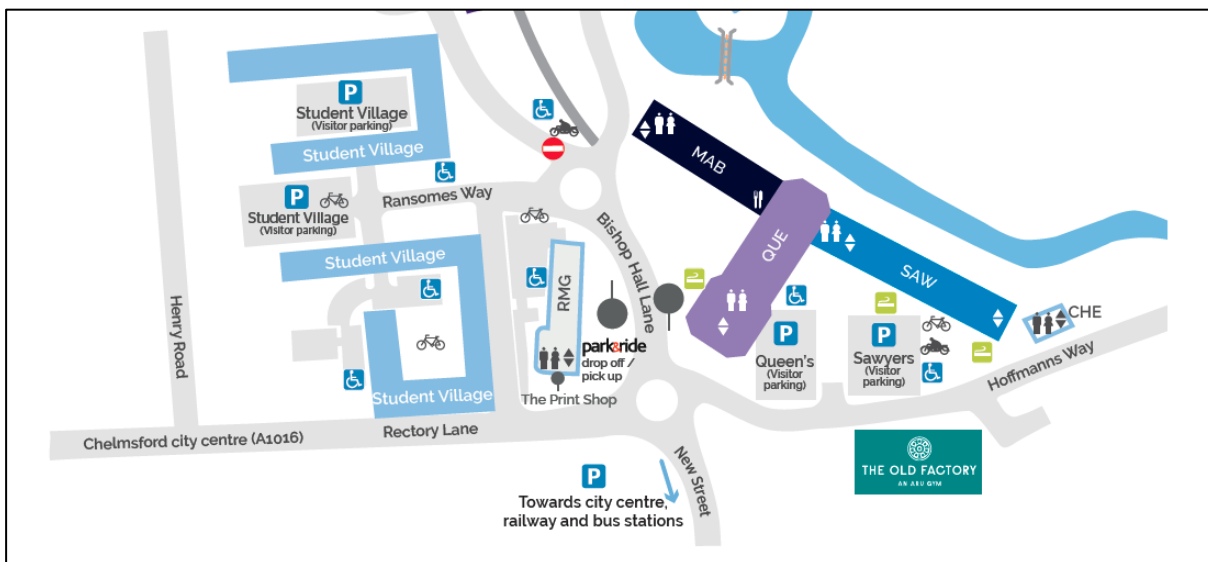 P
Student Village
(Visitor parking)
Student Village
P
Student Village
(Visitor parking)
Ransomes Way
Student Village
Student Village
Henry Road
Chelmsford city centre (A1016)
Rectory Lane
RMG
park&ride
drop off /
pick up
The Print Shop
Bishop Hall Lane
MAB
QUE
SAW
CHE
P
Queen's
(Visitor
parking)
P
Sawyers
(Visitor
parking)
Hoffmanns Way
THE OLD FACTORY
AN ARU GYM
New Street
P
Towards city centre,
railway and bus stations